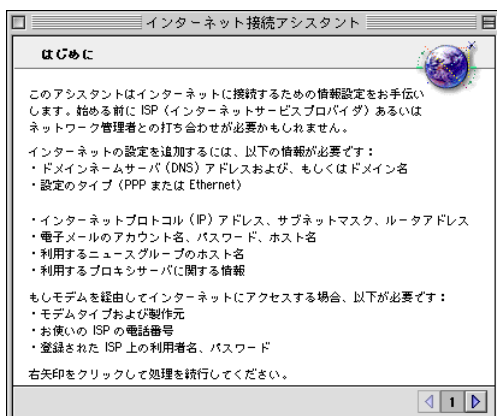 インターネット接続アシスタント
はじめに
このアシスタントはインターネットに接続するための情報設定をお手伝い
します。始める前に ISP（インターネットサービスプロバイダ）あるいは
ネットワーク管理者との打ち合わせが必要かもしれません。
インターネットの設定を追加するには、以下の情報が必要です：
・ドメインネームサーバ（DNS）アドレスおよび、もしくはドメイン名
・設定のタイプ（PPP または Ethernet）
・インターネットプロトコル（IP）アドレス、サブネットマスク、ルータアドレス
・電子メールのアカウント名、パスワード、ホスト名
・利用するニュースグループのホスト名
・利用するプロキシサーバに関する情報
もしモデムを経由してインターネットにアクセスする場合、以下が必要です：
・モデムタイプおよび製作元
・お使いの ISP の電話番号
・登録された ISP 上の利用者名、パスワード
右矢印をクリックして処理を続行してください。
1